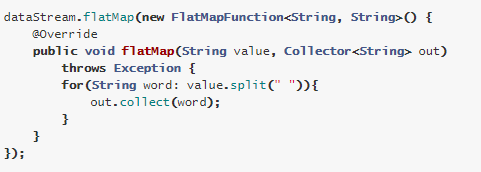 dataStream.flatMap(new FlatMapFunction<String, String>() {
    @Override
    public void flatMap(String value, Collector<String> out)
        throws Exception {
        for(String word: value.split(" ")){
            out.collect(word);
        }
    }
});